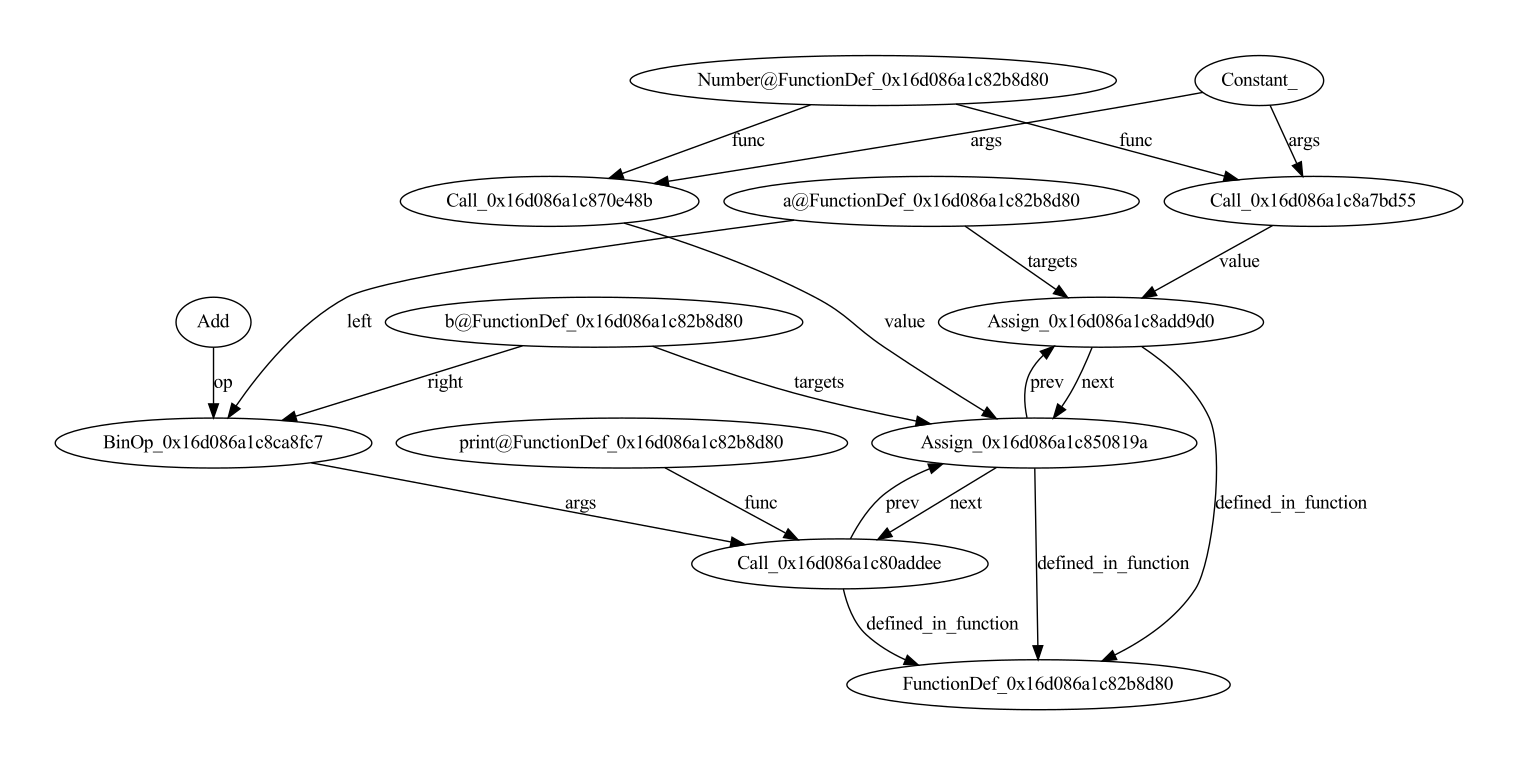 Number@FunctionDef_0x16d086a1c82b8d80
Constant_
func
args
func
args
Call_0x16d086a1c870e48b
a@FunctionDef_0x16d086a1c82b8d80
Call_0x16d086a1c8a7bd55
targets
value
Add
left
b@FunctionDef_0x16d086a1c82b8d80
value
Assign_0x16d086a1c8add9d0
op
right
targets
prev
next
BinOp_0x16d086a1c8ca8fc7
print@FunctionDef_0x16d086a1c82b8d80
Assign_0x16d086a1c850819a
args
func
prev
next
defined_in_function
Call_0x16d086a1c80addee
defined_in_function
defined_in_function
FunctionDef_0x16d086a1c82b8d80